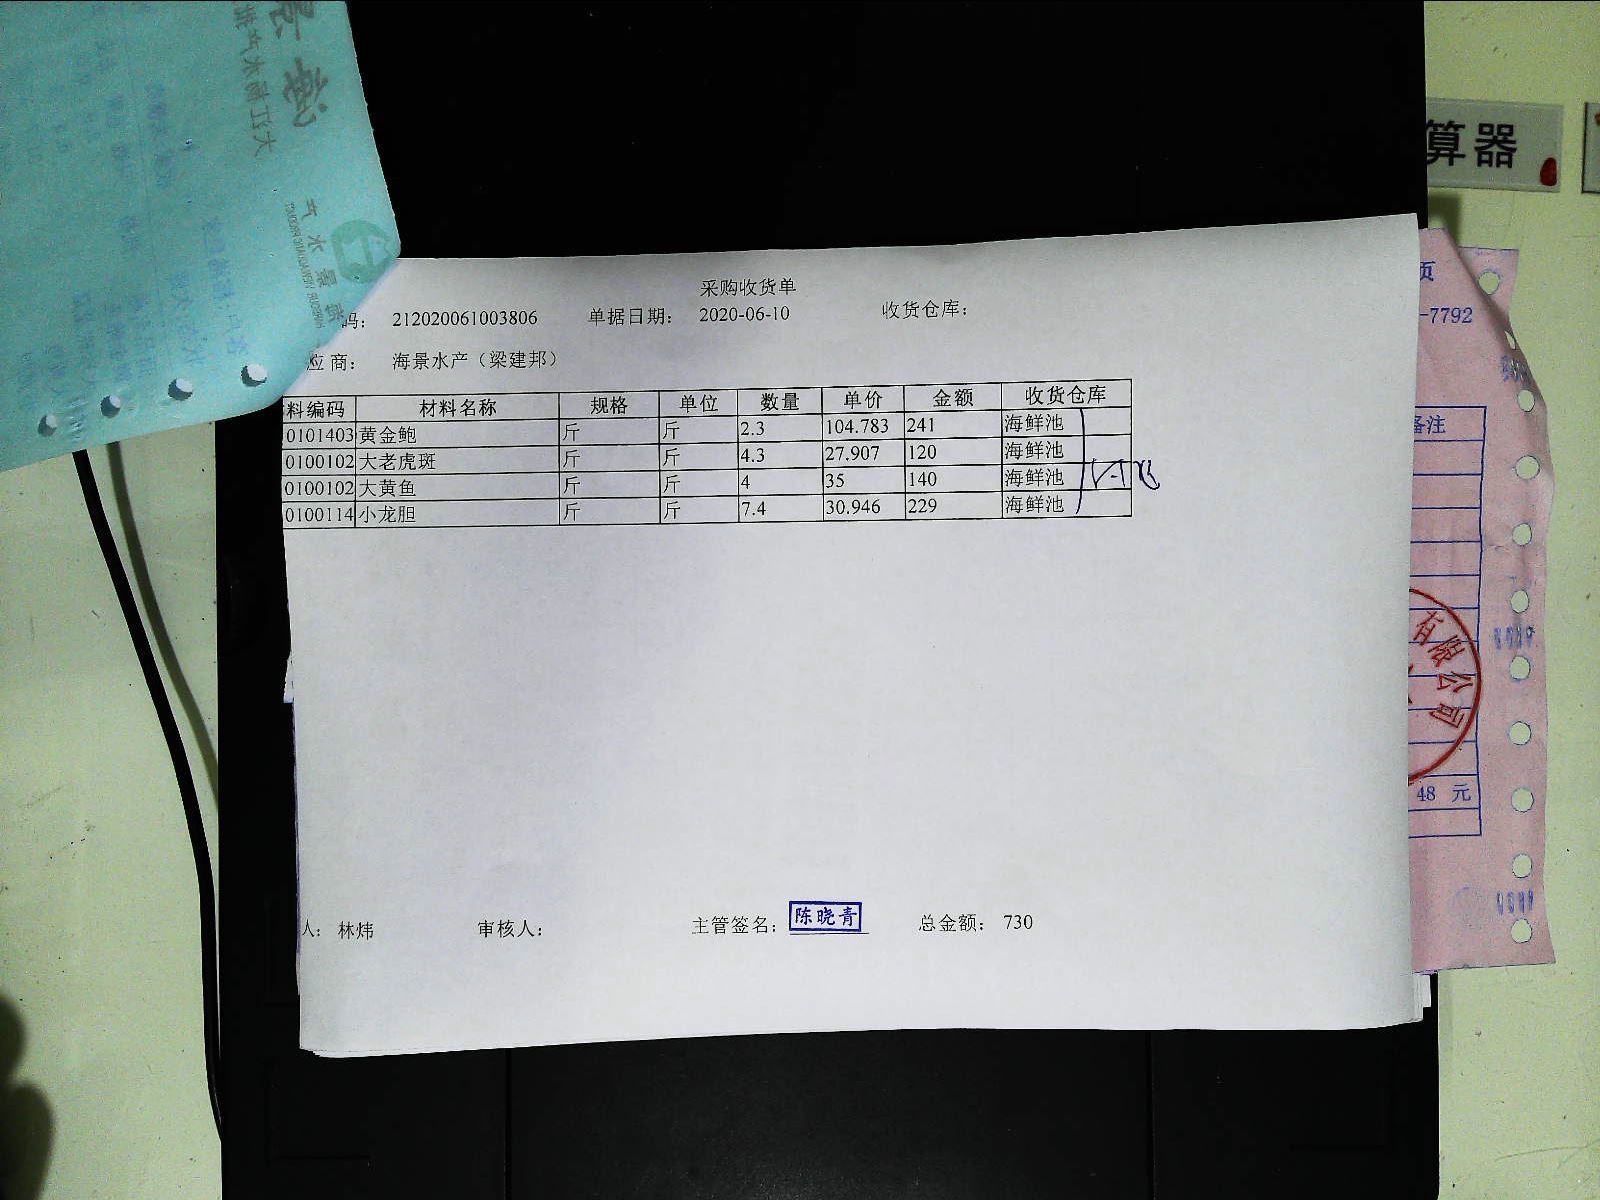 采购收货单
码： 212020061003806 单据日期： 2020-06-10 收货仓库：
应商： 海景水产（梁建邦）
料编码 材料名称 规格 单位 数量 单价 金额 收货仓库
0101403 黄金鲍 斤 斤 2.3 104.783 241 海鲜池
0100102 大老虎斑 斤 斤 4.3 27.907 120 海鲜池
0100102 大黄鱼 斤 斤 4 35 140 海鲜池
0100114 小龙胆 斤 斤 7.4 30.946 229 海鲜池
人： 林炜 审核人： 主管签名： 陈晓青 总金额： 730
算器
页
-7792
备注
有限公司
48 元